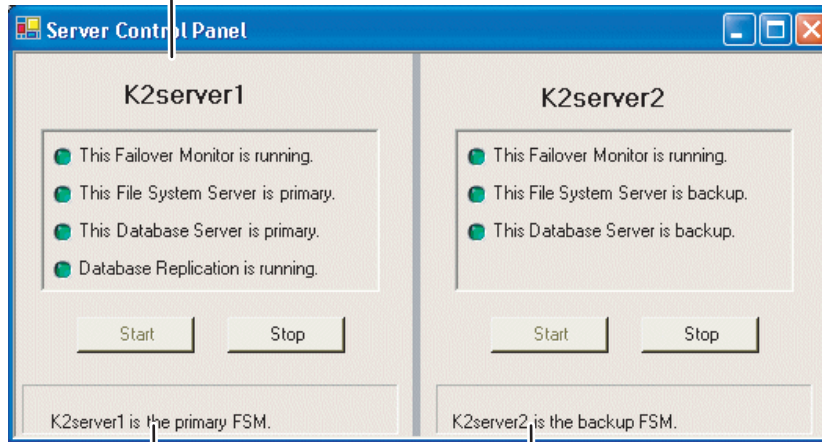 Server Control Panel
K2server1
This Failover Monitor is running.
This File System Server is primary.
This Database Server is primary.
Database Replication is running.
Start Stop
K2server1 is the primary FSM.
K2server2
This Failover Monitor is running.
This File System Server is backup.
This Database Server is backup.
Start Stop
K2server2 is the backup FSM.